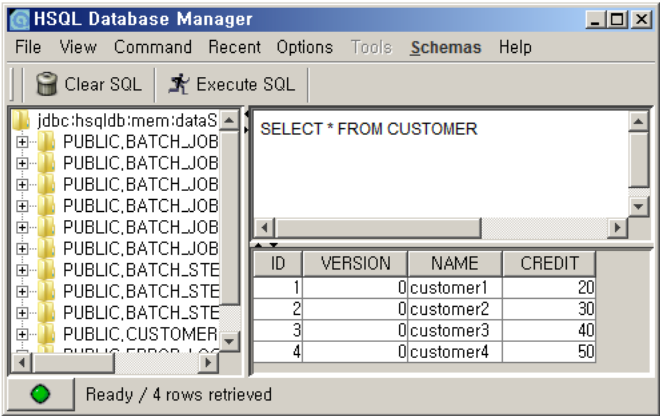 HSQL Database Manager
File View Command Recent Options Tools Schemas Help
Clear SQL Execute SQL
jdbc:hsqldb:mem:dataS
PUBLIC,BATCH_JOB
PUBLIC,BATCH_JOB
PUBLIC,BATCH_JOB
PUBLIC,BATCH_JOB
PUBLIC,BATCH_JOB
PUBLIC,BATCH_JOB
PUBLIC,BATCH_STE
PUBLIC,BATCH_STE
PUBLIC,BATCH_STE
PUBLIC,CUSTOMER
SELECT * FROM CUSTOMER
ID VERSION NAME CREDIT
1 0 customer1 20
2 0 customer2 30
3 0 customer3 40
4 0 customer4 50
Ready / 4 rows retrieved